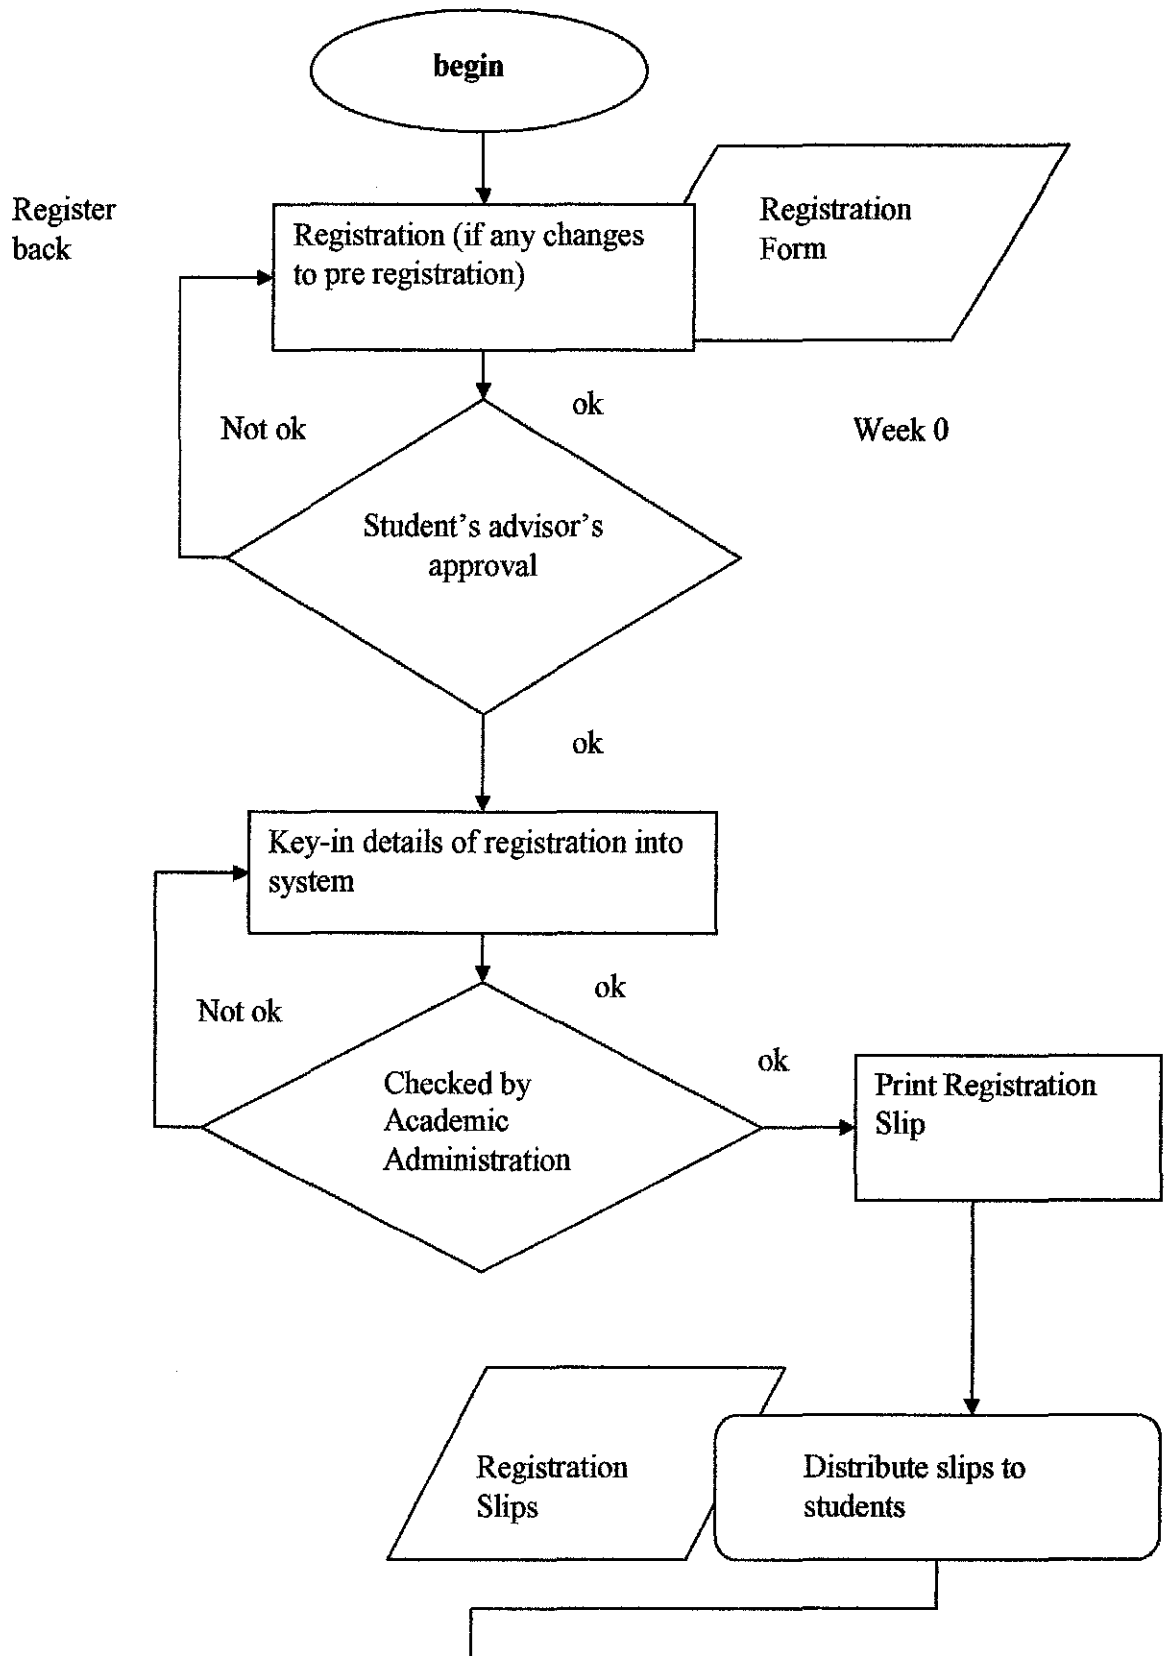 begin
Register
back
Registration (if any changes
to pre registration)
Registration
Form
Not ok
ok
Week 0
Student's advisor's
approval
ok
Key-in details of registration into
system
Not ok
ok
Checked by
Academic
Administration
ok
Print Registration
Slip
Registration
Slips
Distribute slips to
students